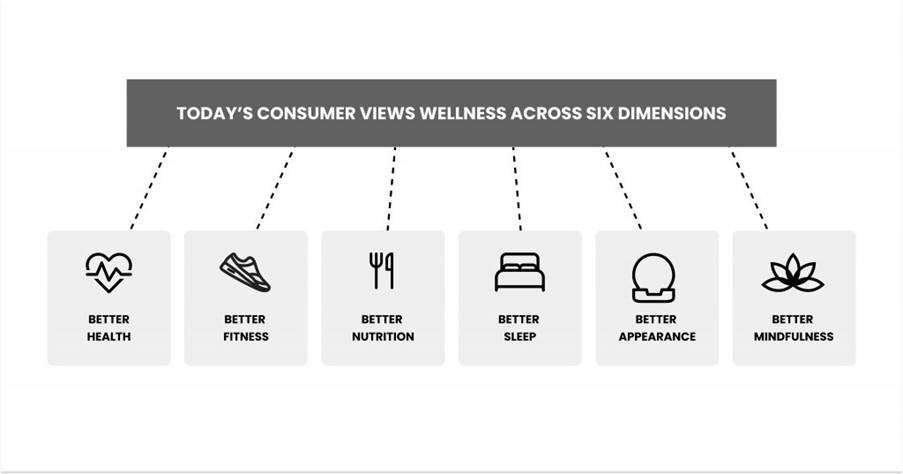 TODAY’S CONSUMER VIEWS WELLNESS ACROSS SIX DIMENSIONS
BETTER
HEALTH
BETTER
FITNESS
BETTER
NUTRITION
BETTER
SLEEP
BETTER
APPEARANCE
BETTER
MINDFULNESS